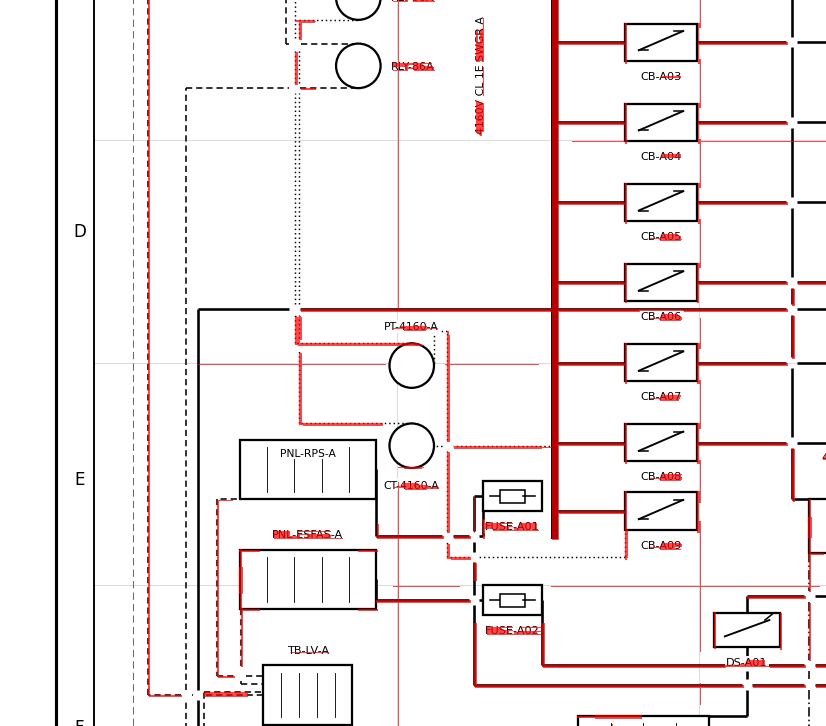 RLY-86A
4160V CL 1E SWGR A
CB-A03
CB-A04
CB-A05
CB-A06
CB-A07
CB-A08
CB-A09
D
PT-4160-A
E
PNL-RPS-A
CT-4160-A
FUSE-A01
PNL-ESFAS-A
FUSE-A02
TB-LV-A
DS-A01